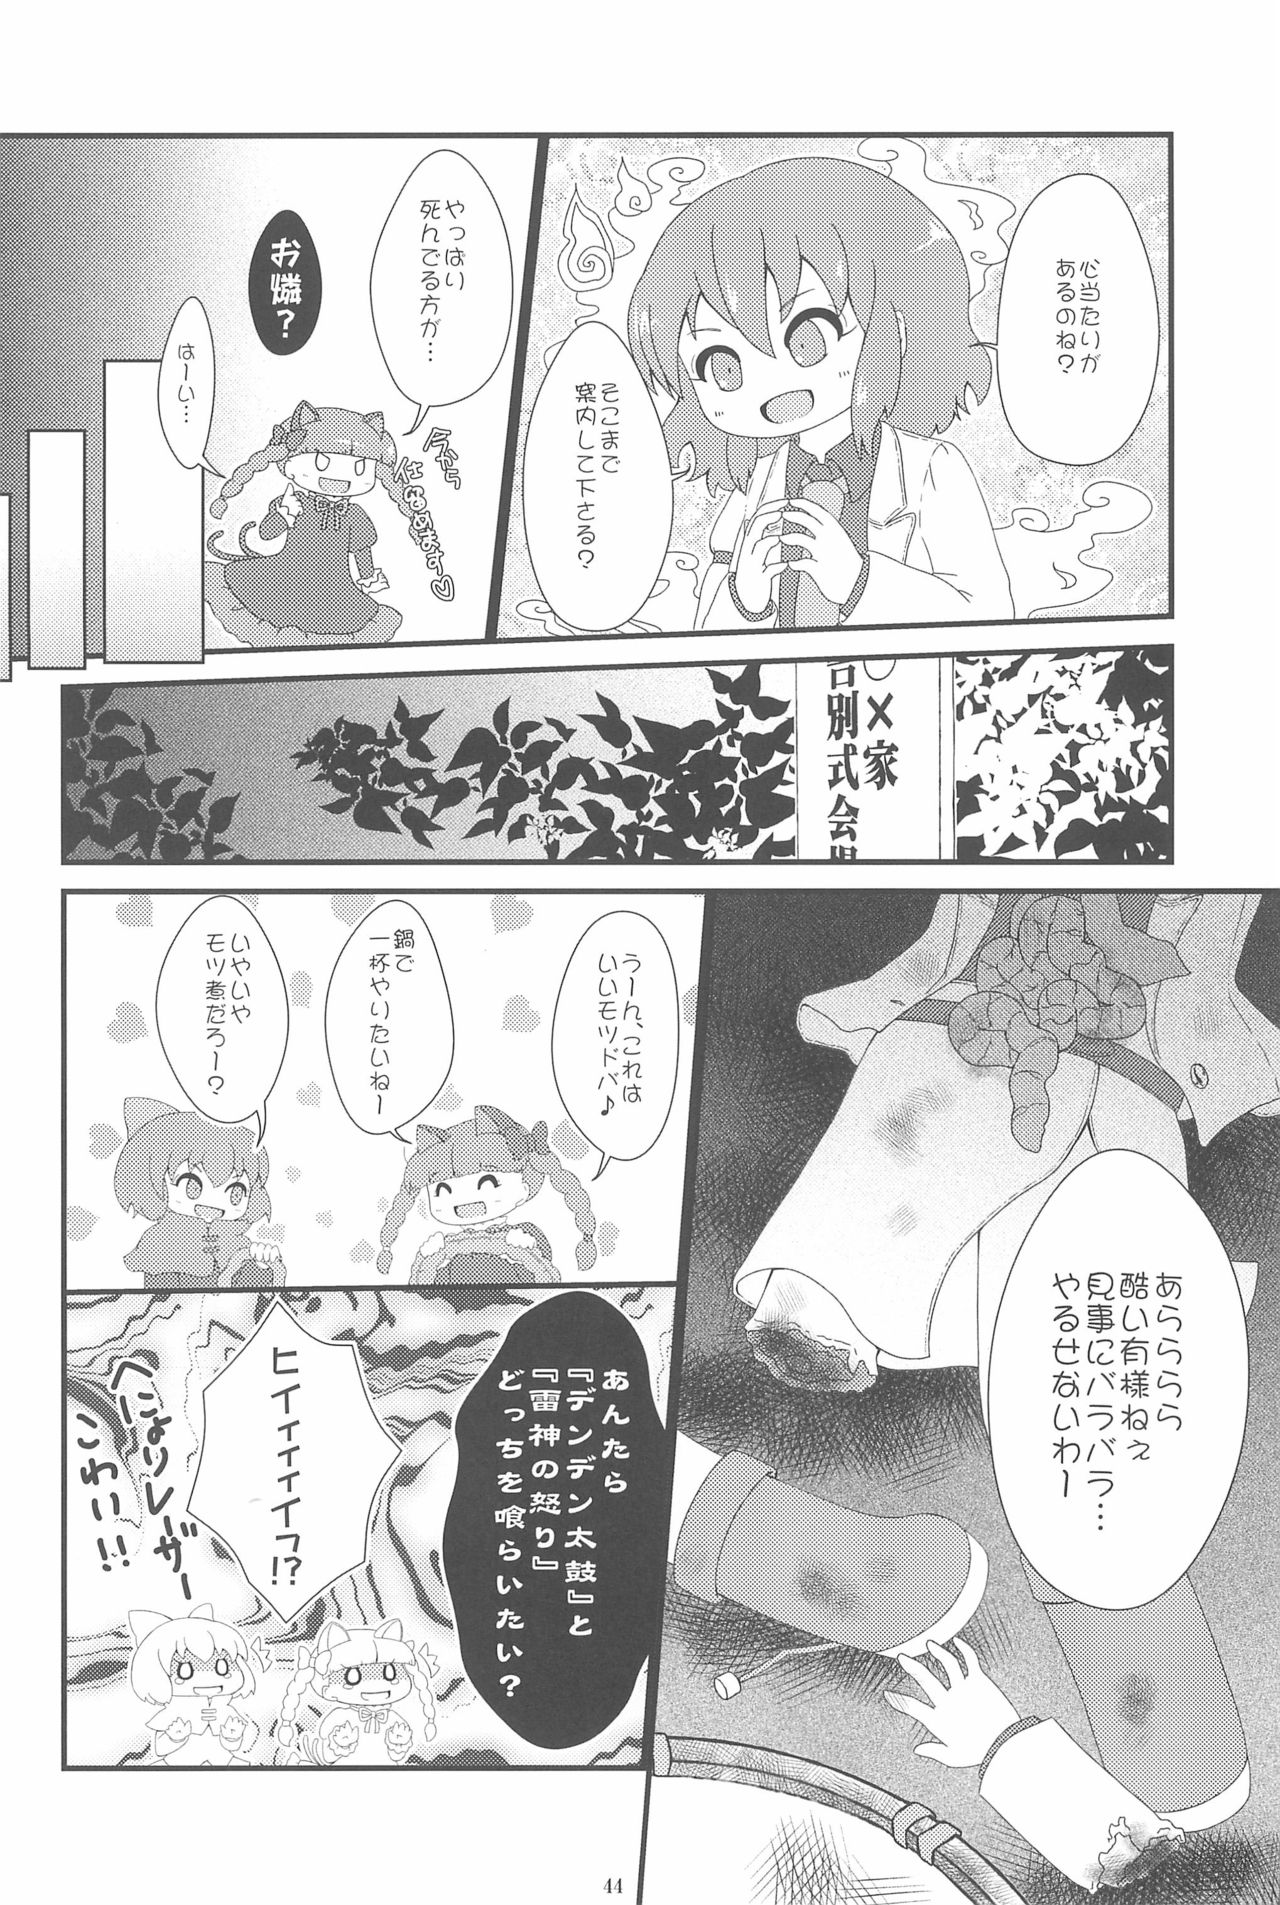 心当たりが
あるのね?
そこまで
案内して下さる?
やっぱり
死んでる方が…
今から
仕留めます♡
お燐?
はーい…
○×家
告別式会場
あらららら
酷い有様ねぇ
見事にバラバラ…
やるせないわー
うーん、これは
いいモツドバ♪
鍋で
一杯やりたいねー
いやいや
モツ煮だろー?
あんたら
『デンデン太鼓』と
『雷神の怒り』
どっちを喰らいたい?
ヒイィィィイっ!?
へにょりレーザー
こわい!!
44